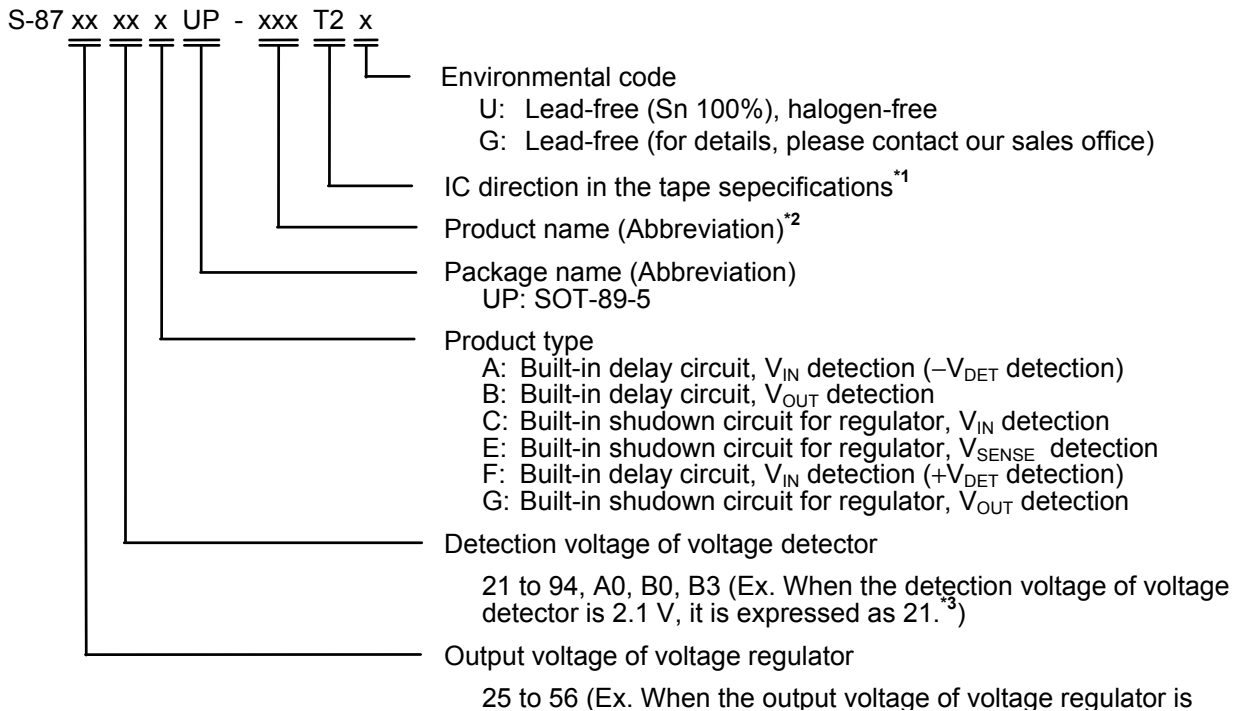 S-87 xx xx x UP - xxx T2 x
Environmental code
U: Lead-free (Sn 100%), halogen-free
G: Lead-free (for details, please contact our sales office)
IC direction in the tape sepecifications*1
Product name (Abbreviation)*2
Package name (Abbreviation)
UP: SOT-89-5
Product type
A: Built-in delay circuit, VIN detection (−VDET detection)
B: Built-in delay circuit, VOUT detection
C: Built-in shudown circuit for regulator, VIN detection
E: Built-in shudown circuit for regulator, VSENSE detection
F: Built-in delay circuit, VIN detection (+VDET detection)
G: Built-in shudown circuit for regulator, VOUT detection
Detection voltage of voltage detector
21 to 94, A0, B0, B3 (Ex. When the detection voltage of voltage
detector is 2.1 V, it is expressed as 21.*3)
Output voltage of voltage regulator
25 to 56 (Ex. When the output voltage of voltage regulator is